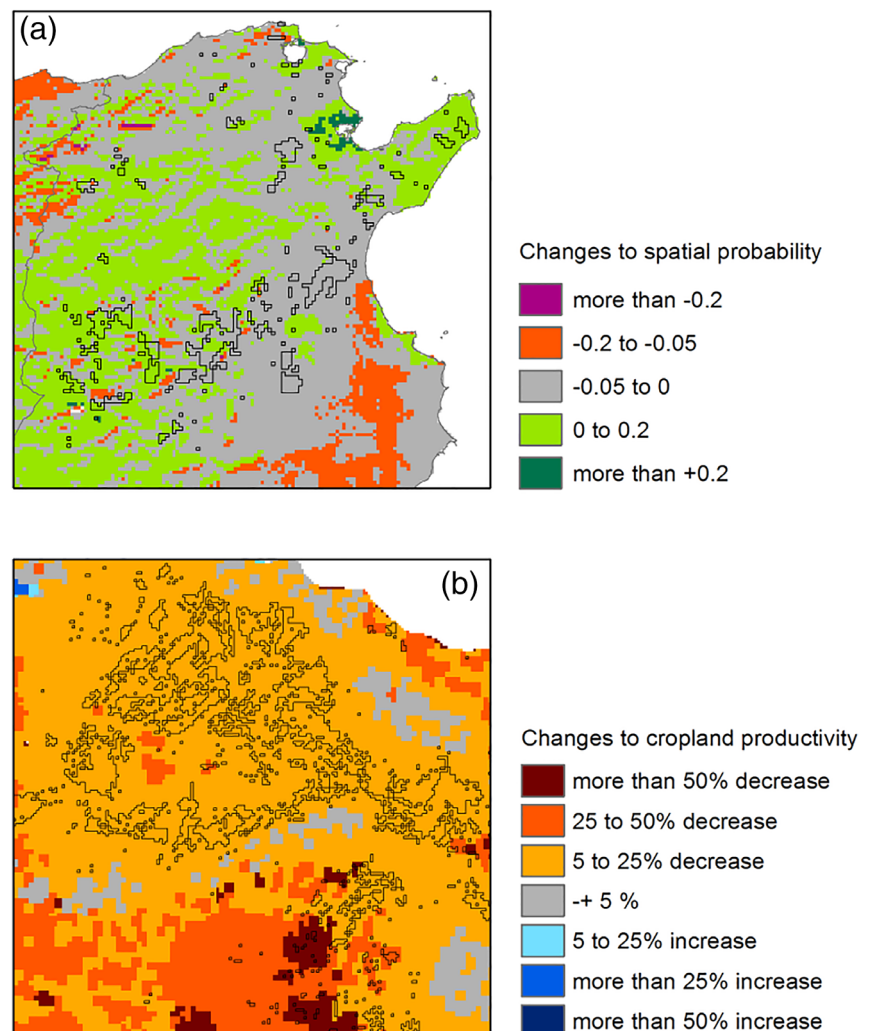 (a)
Changes to spatial probability
more than -0.2
-0.2 to -0.05
-0.05 to 0
0 to 0.2
more than +0.2
(b)
Changes to cropland productivity
more than 50% decrease
25 to 50% decrease
5 to 25% decrease
-+ 5 %
5 to 25% increase
more than 25% increase
more than 50% increase